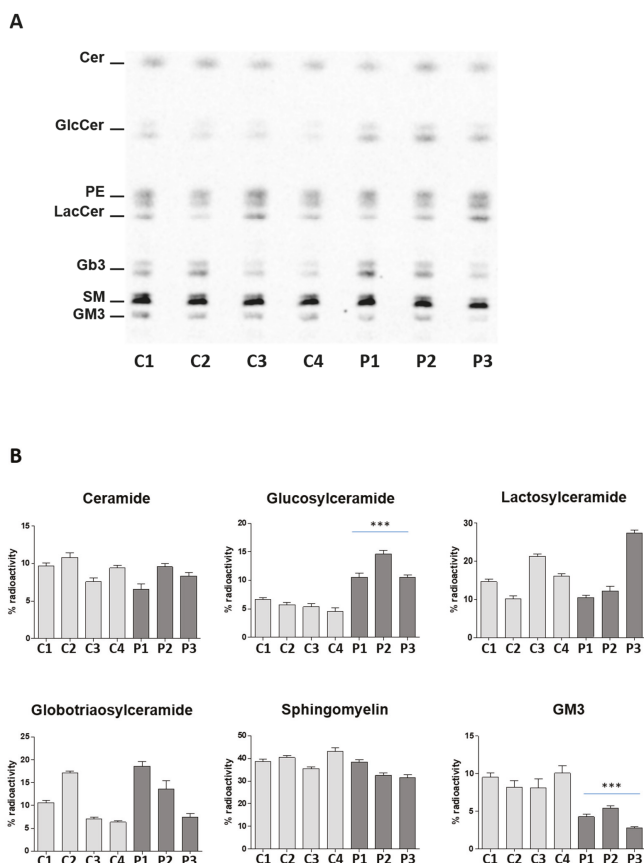 A
Cer
GlcCer
PE
LacCer
Gb3
SM
GM3
C1 C2 C3 C4 P1 P2 P3
B
Ceramide
% radioactivity
15
10
5
0
C1 C2 C3 C4 P1 P2 P3
Glucosylceramide
% radioactivity
20
15
10
5
0
***
C1 C2 C3 C4 P1 P2 P3
Lactosylceramide
% radioactivity
30
20
10
0
C1 C2 C3 C4 P1 P2 P3
Globotriaosylceramide
% radioactivity
25
20
15
10
5
0
C1 C2 C3 C4 P1 P2 P3
Sphingomyelin
% radioactivity
50
40
30
20
10
0
C1 C2 C3 C4 P1 P2 P3
GM3
% radioactivity
15
10
5
0
***
C1 C2 C3 C4 P1 P2 P3